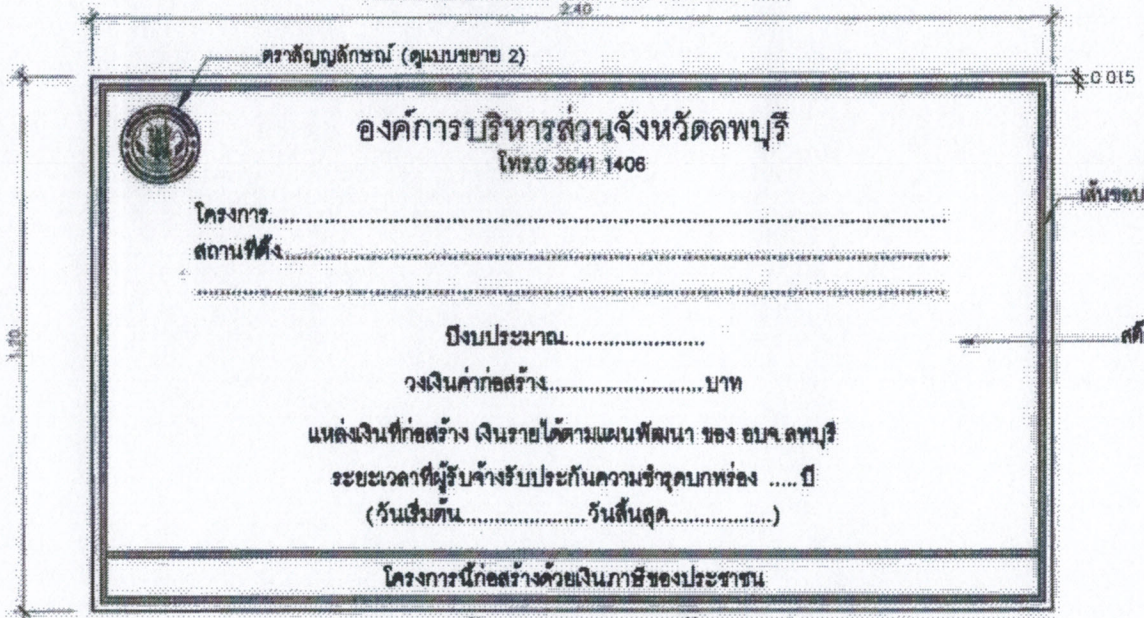 2.40
ตราสัญญลักษณ์ (ดูแบบขยาย 2)
0.015
องค์การบริหารส่วนจังหวัดลพบุรี
โทร.0 3641 1406
เส้นขอบ
โครงการ................................................................
สถานที่ตั้ง................................................................
................................................................
1.20
ปีงบประมาณ.......................
วงเงินค่าก่อสร้าง..........................บาท
แหล่งเงินที่ก่อสร้าง เงินรายได้ตามแผนพัฒนา ของ อบจ.ลพบุรี
ระยะเวลาที่ผู้รับจ้างรับประกันความชำรุดบกพร่อง .....ปี
(วันเริ่มต้น.....................วันสิ้นสุด..................)
โครงการนี้ก่อสร้างด้วยเงินภาษีของประชาชน